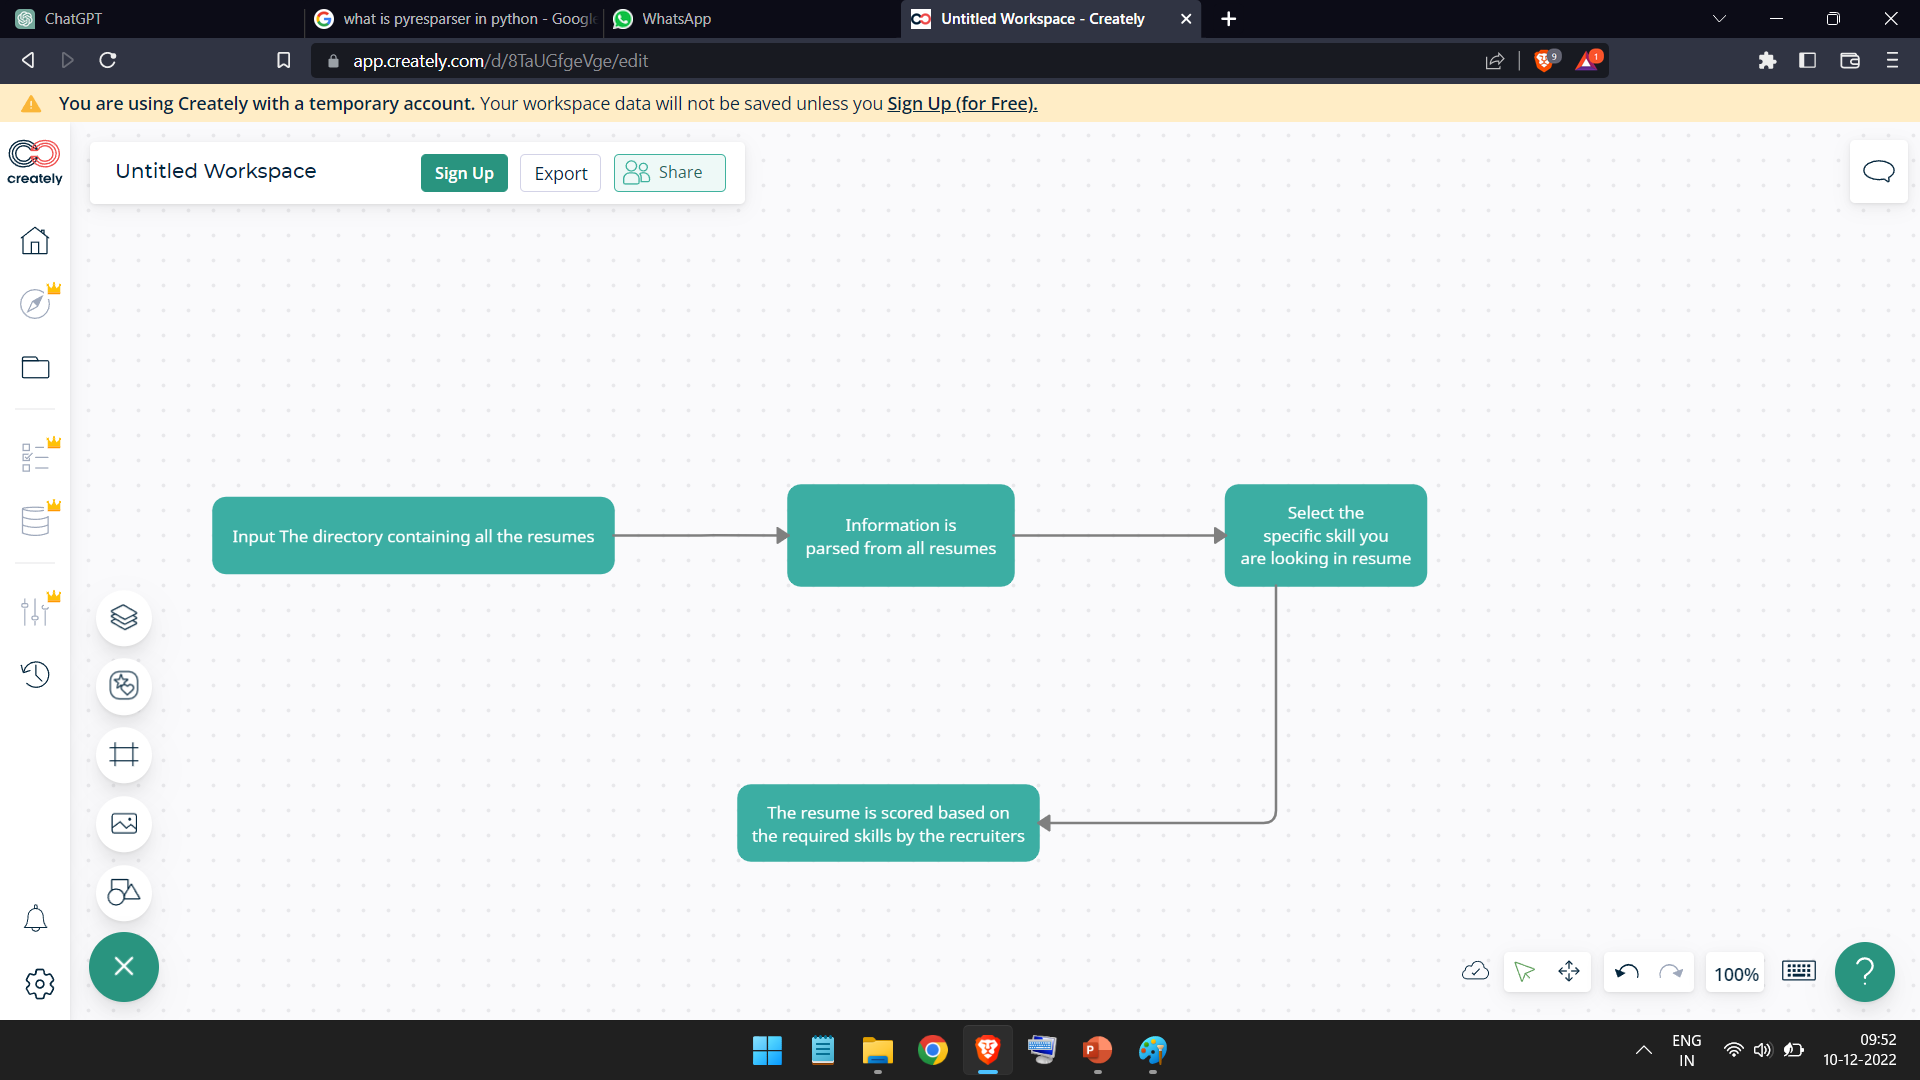 ChatGPT
what is pyresparser in python - Google
WhatsApp
Untitled Workspace - Creately
app.creately.com/d/8TaUGfgeVge/edit
9
1
You are using Creately with a temporary account. Your workspace data will not be saved unless you Sign Up (for Free).
creately
Untitled Workspace
Sign Up
Export
Share
Input The directory containing all the resumes
Information is
parsed from all resumes
Select the
specific skill you
are looking in resume
The resume is scored based on
the required skills by the recruiters
100%
?
P
ENG
IN
09:52
10-12-2022